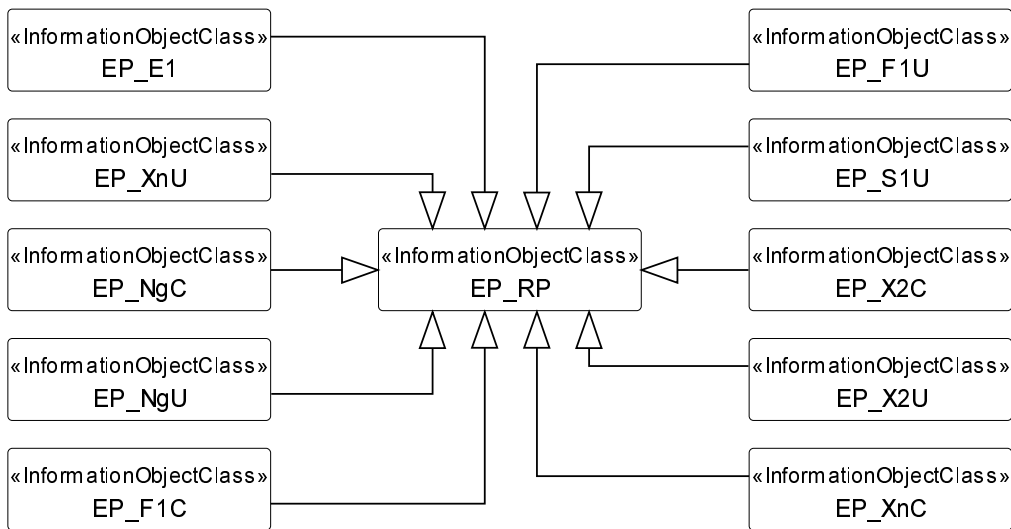 «InformationObjectClass»
EP_E1
«InformationObjectClass»
EP_XnU
«InformationObjectClass»
EP_NgC
«InformationObjectClass»
EP_NgU
«InformationObjectClass»
EP_F1C
«InformationObjectClass»
EP_RP
«InformationObjectClass»
EP_F1U
«InformationObjectClass»
EP_S1U
«InformationObjectClass»
EP_X2C
«InformationObjectClass»
EP_X2U
«InformationObjectClass»
EP_XnC